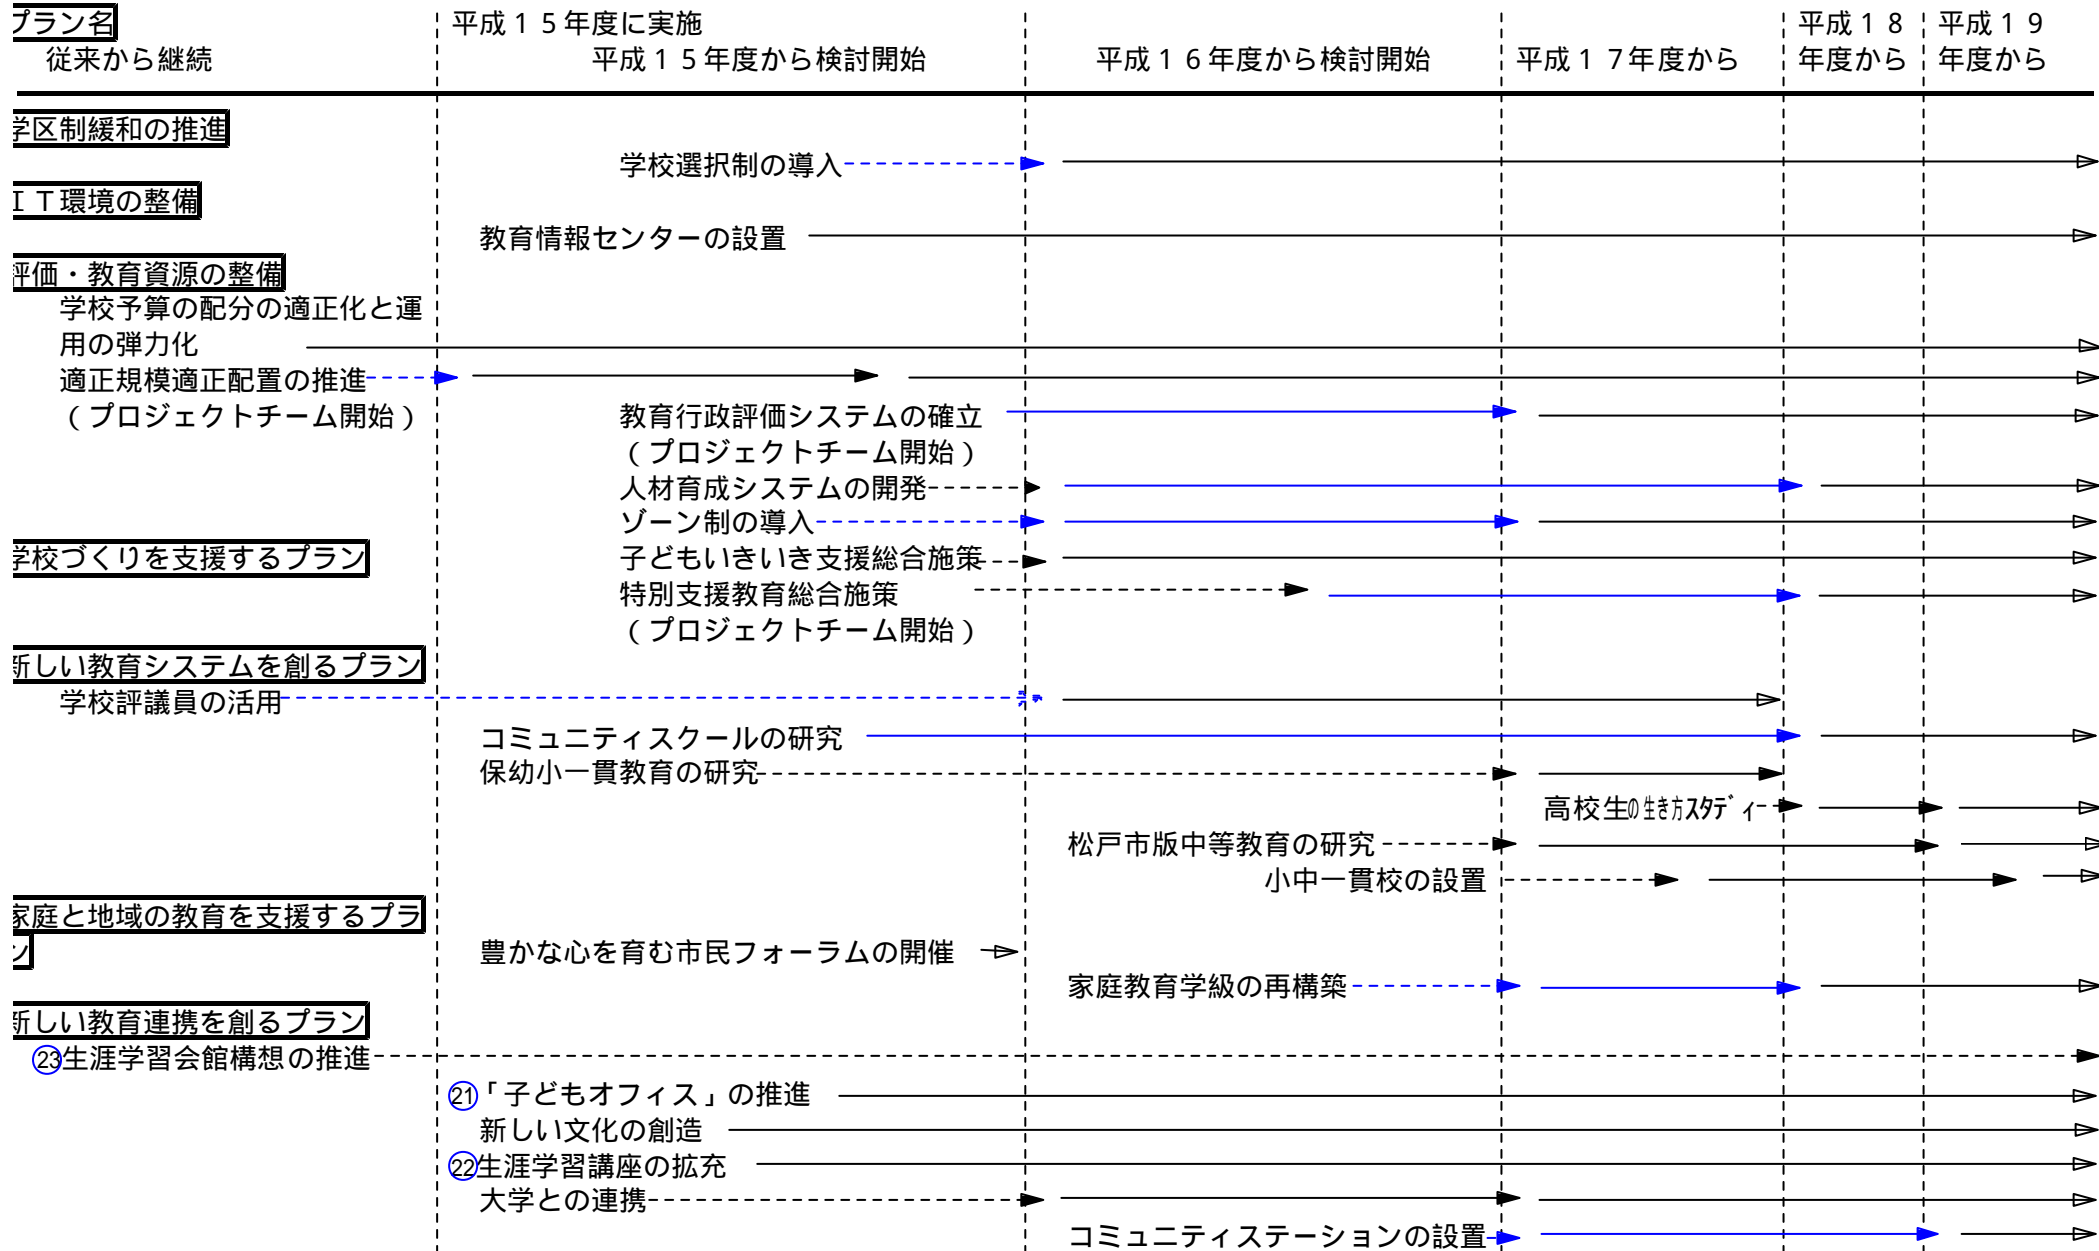 プラン名
従来から継続
平成１５年度に実施
平成１５年度から検討開始
平成１６年度から検討開始
平成１７年度から
平成１８
年度から
平成１９
年度から
学区制緩和の推進
学校選択制の導入
ＩＴ環境の整備
教育情報センターの設置
評価・教育資源の整備
学校予算の配分の適正化と運
用の弾力化
適正規模適正配置の推進
（プロジェクトチーム開始）
教育行政評価システムの確立
（プロジェクトチーム開始）
人材育成システムの開発
ゾーン制の導入
学校づくりを支援するプラン
子どもいきいき支援総合施策
特別支援教育総合施策
（プロジェクトチーム開始）
新しい教育システムを創るプラン
学校評議員の活用
コミュニティスクールの研究
保幼小一貫教育の研究
高校生の生き方ｽﾀﾃﾞｨ
松戸市版中等教育の研究
小中一貫校の設置
家庭と地域の教育を支援するプラ
ン
豊かな心を育む市民フォーラムの開催
家庭教育学級の再構築
新しい教育連携を創るプラン
㉓生涯学習会館構想の推進
㉑「子どもオフィス」の推進
新しい文化の創造
㉒生涯学習講座の拡充
大学との連携
コミュニティステーションの設置